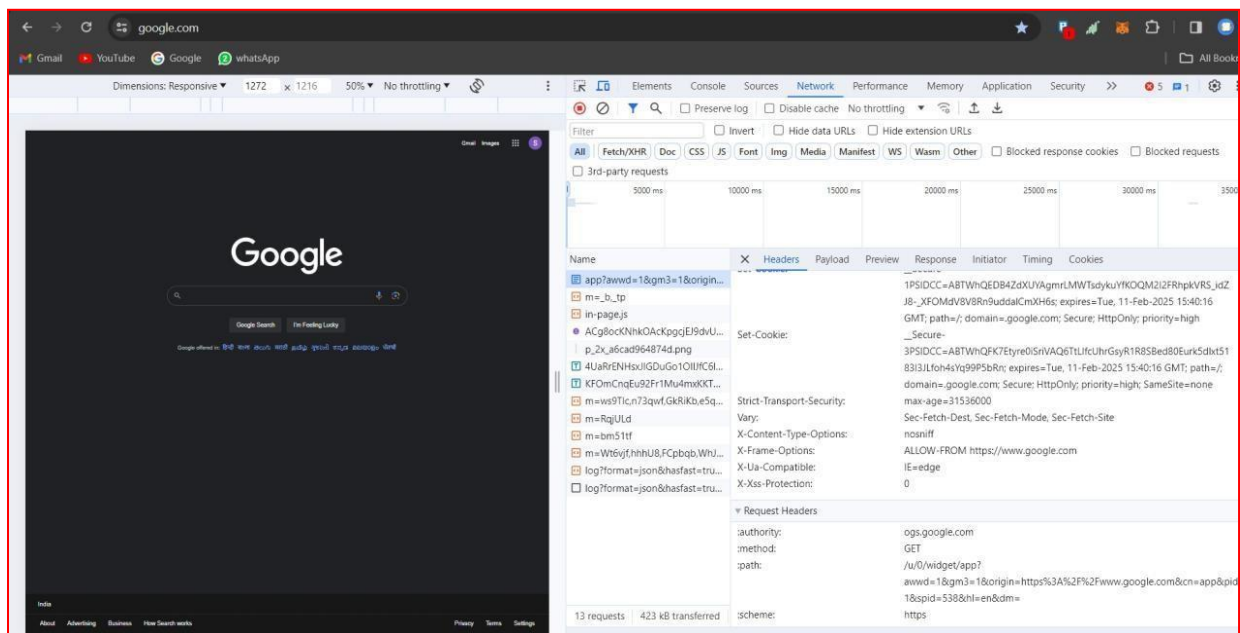 google.com
Gmail YouTube Google whatsApp All Bookr
Dimensions: Responsive 1272 x 1216 50% No throttling
Elements Console Sources Network Performance Memory Application Security 5 1
Preserve log Disable cache No throttling
Filter Invert Hide data URLs Hide extension URLs
All Fetch/XHR Doc CSS JS Font Img Media Manifest WS Wasm Other Blocked response cookies Blocked requests
3rd-party requests
5000 ms 10000 ms 15000 ms 20000 ms 25000 ms 30000 ms 3500
Gmail Images S
Google
Google Search I'm Feeling Lucky
Google offered in: हिन्दी বাংলা తెలుగు मराठी தமிழ் ગુજરાતી ಕನ್ನಡ മലയാളം ਪੰਜਾਬੀ
India
About Advertising Business How Search works Privacy Terms Settings
Name
app?awwd=1&gm3=1&origin...
m=_b,_tp
in-page.js
p_2x_a6cad964874d.png
m=ws9Tlc,n73qwf,GkRiKb,e5q...
m=RqjULd
m=bm51tf
m=Wt6vjf,hhhU8,FCpbqb,WhJ...
log?format=json&hasfast=tru...
log?format=json&hasfast=tru...
13 requests 423 kB transferred
Headers Payload Preview Response Initiator Timing Cookies
expires=Tue, 11-Feb-2025 15:40:16
GMT; path=/; domain=.google.com; Secure; HttpOnly; priority=high
Set-Cookie: __Secure-
expires=Tue, 11-Feb-2025 15:40:16 GMT; path=/;
domain=.google.com; Secure; HttpOnly; priority=high; SameSite=none
Strict-Transport-Security: max-age=31536000
Vary: Sec-Fetch-Dest, Sec-Fetch-Mode, Sec-Fetch-Site
X-Content-Type-Options: nosniff
X-Frame-Options: ALLOW-FROM https://www.google.com
X-Ua-Compatible: IE=edge
X-Xss-Protection: 0
Request Headers
:authority: ogs.google.com
:method: GET
:path: /u/0/widget/app?
awwd=1&gm3=1&origin=https%3A%2F%2Fwww.google.com&cn=app&pid
1&spid=538&hl=en&dm=
:scheme: https